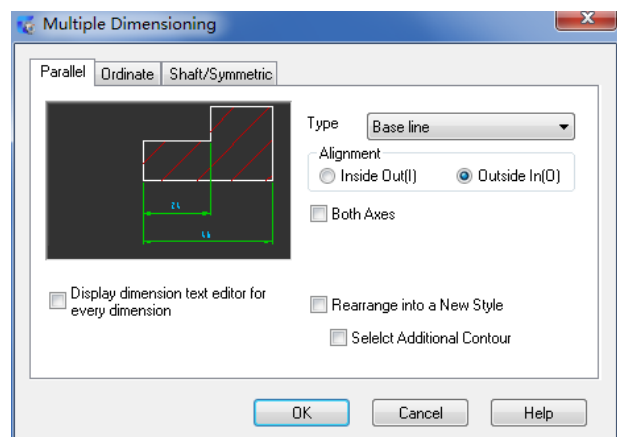 Multiple Dimensioning
Parallel
Ordinate
Shaft/Symmetric
Type
Base line
Alignment
Inside Out(I)
Outside In(O)
Both Axes
Display dimension text editor for
every dimension
Rearrange into a New Style
Selelct Additional Contour
OK
Cancel
Help